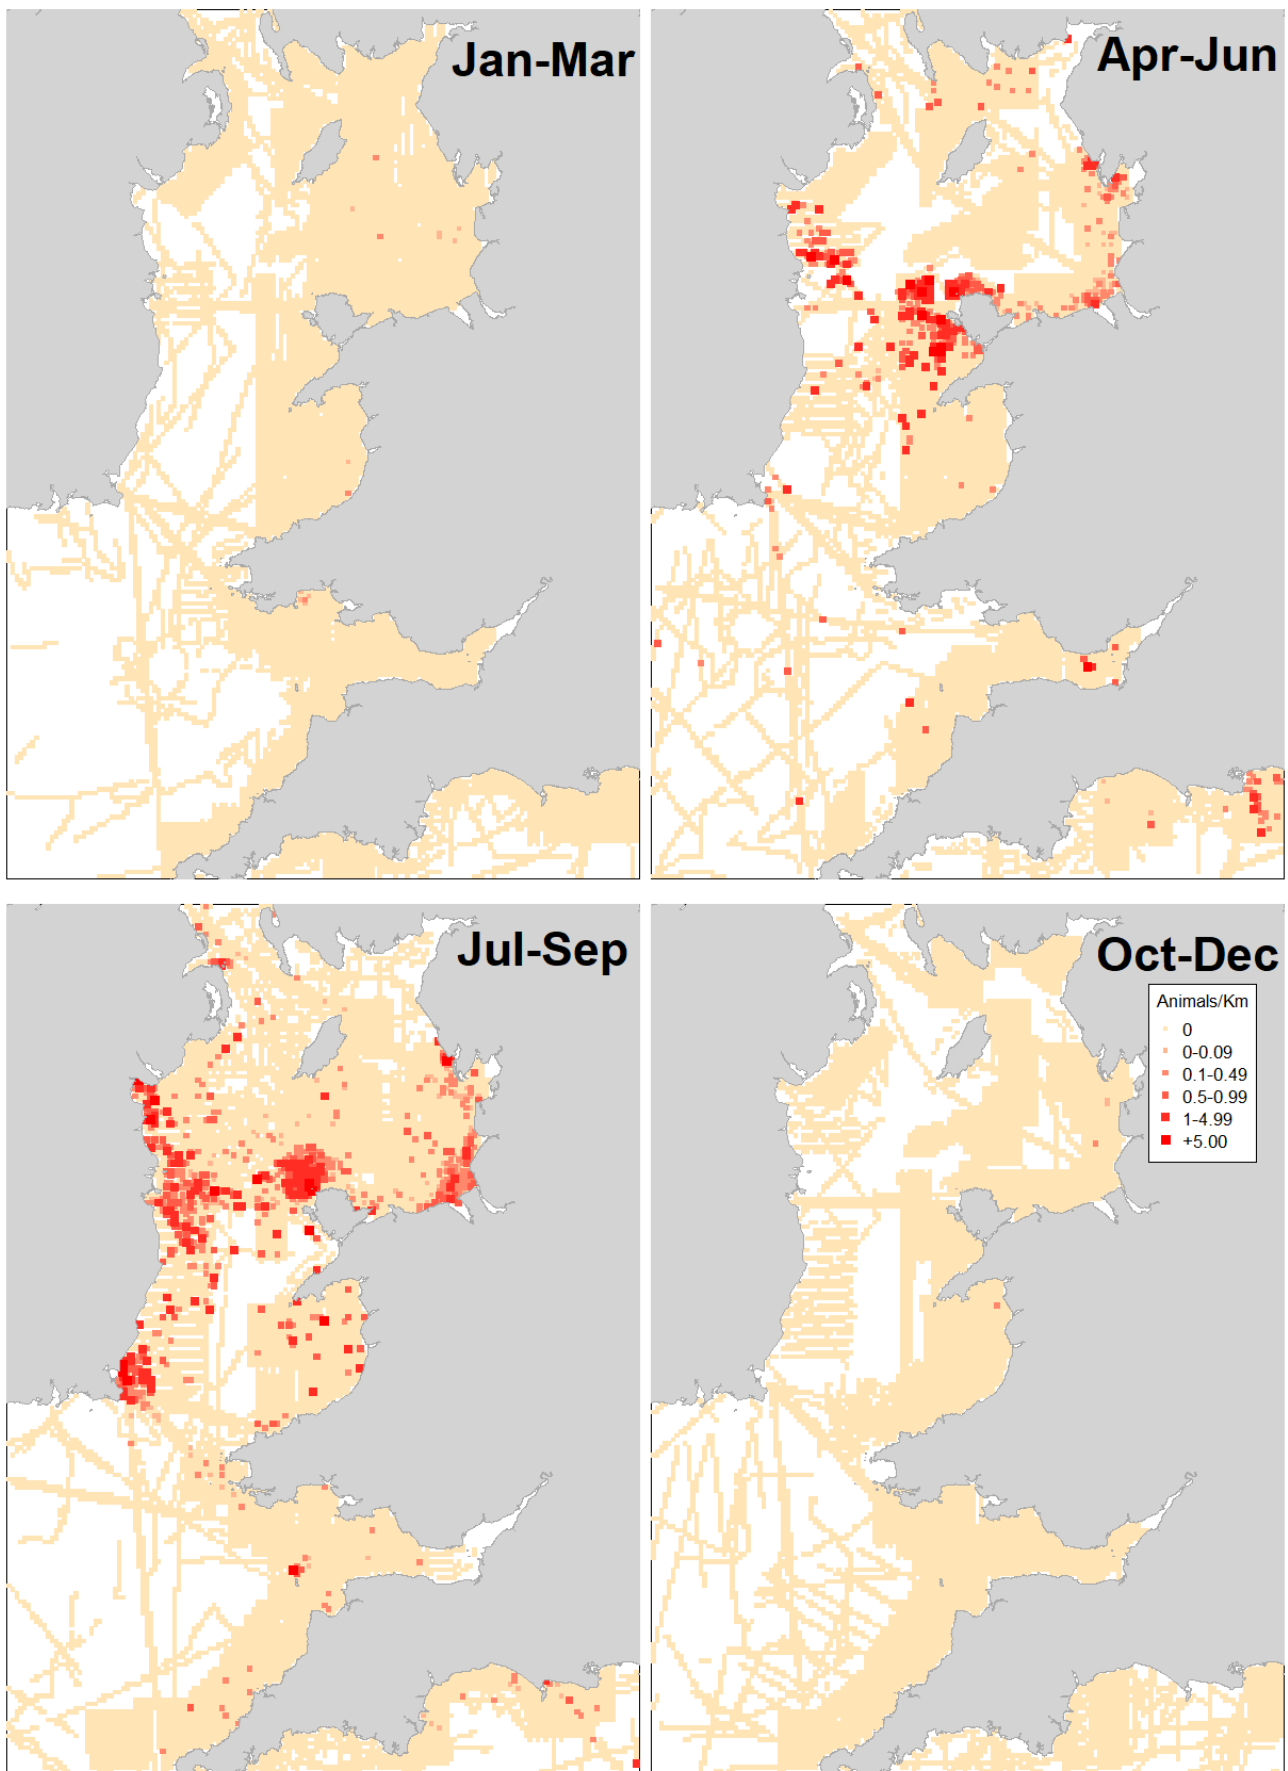 Jan-Mar
Apr-Jun
Jul-Sep
Oct-Dec
Animals/Km
0
0-0.09
0.1-0.49
0.5-0.99
1-4.99
+5.00